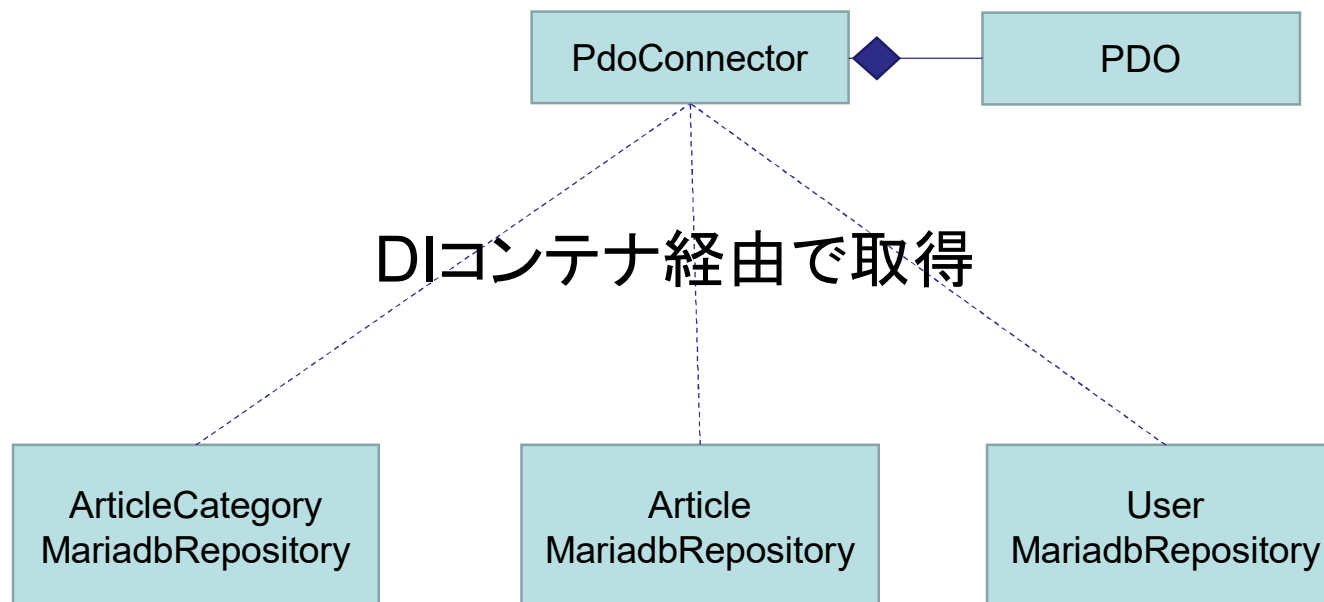 PdoConnector
PDO
DIコンテナ経由で取得
ArticleCategory
MariadbRepository
Article
MariadbRepository
User
MariadbRepository